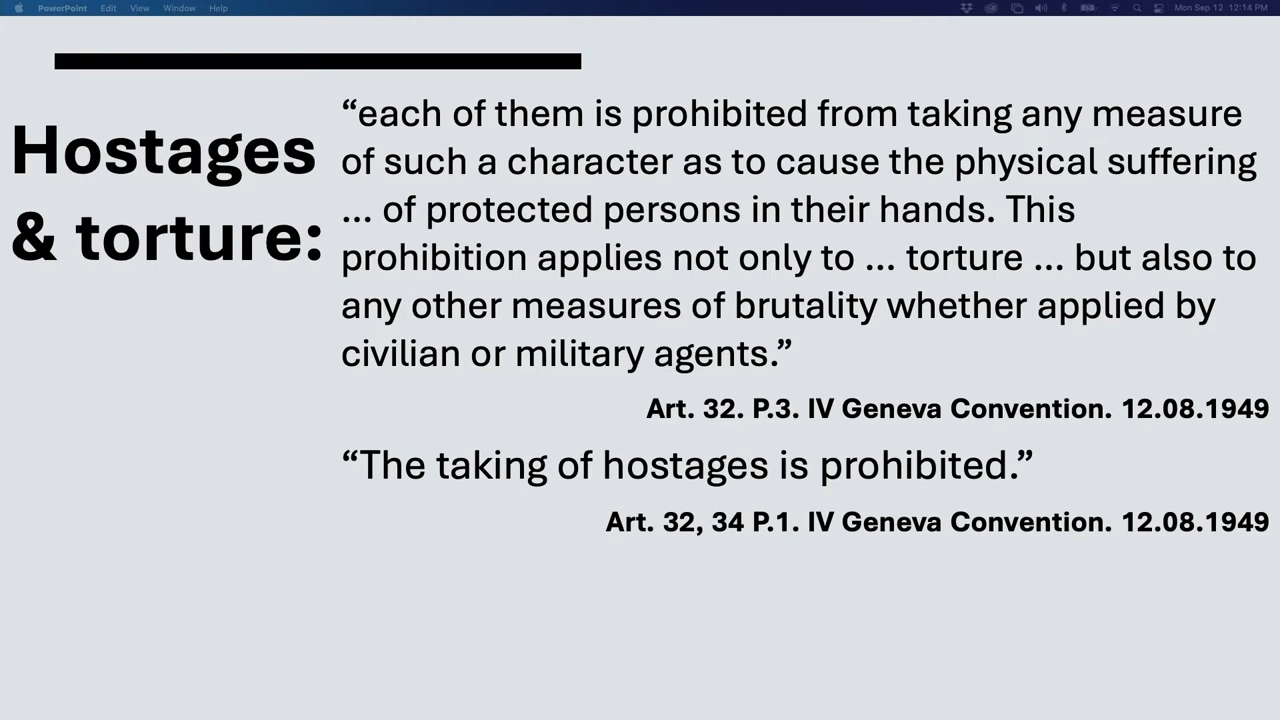 PowerPoint Edit View Window Help Mon Sep 12 12:14 PM
Hostages
& torture:
“each of them is prohibited from taking any measure
of such a character as to cause the physical suffering
... of protected persons in their hands. This
prohibition applies not only to ... torture ... but also to
any other measures of brutality whether applied by
civilian or military agents.”
Art. 32. P.3. IV Geneva Convention. 12.08.1949
“The taking of hostages is prohibited.”
Art. 32, 34 P.1. IV Geneva Convention. 12.08.1949